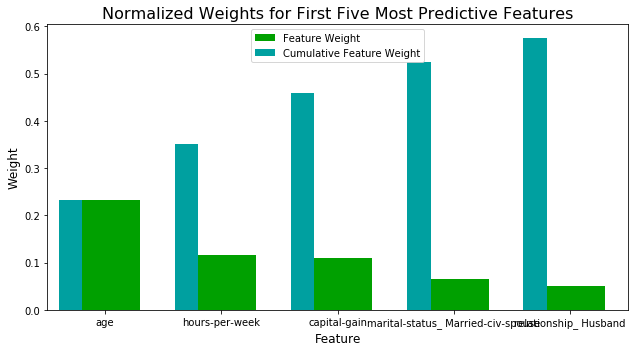 Normalized Weights for First Five Most Predictive Features
Feature Weight
Cumulative Feature Weight
Weight
0.6
0.5
0.4
0.3
0.2
0.1
0.0
age
hours-per-week
capital-gain
marital-status_ Married-civ-spouse
relationship_ Husband
Feature